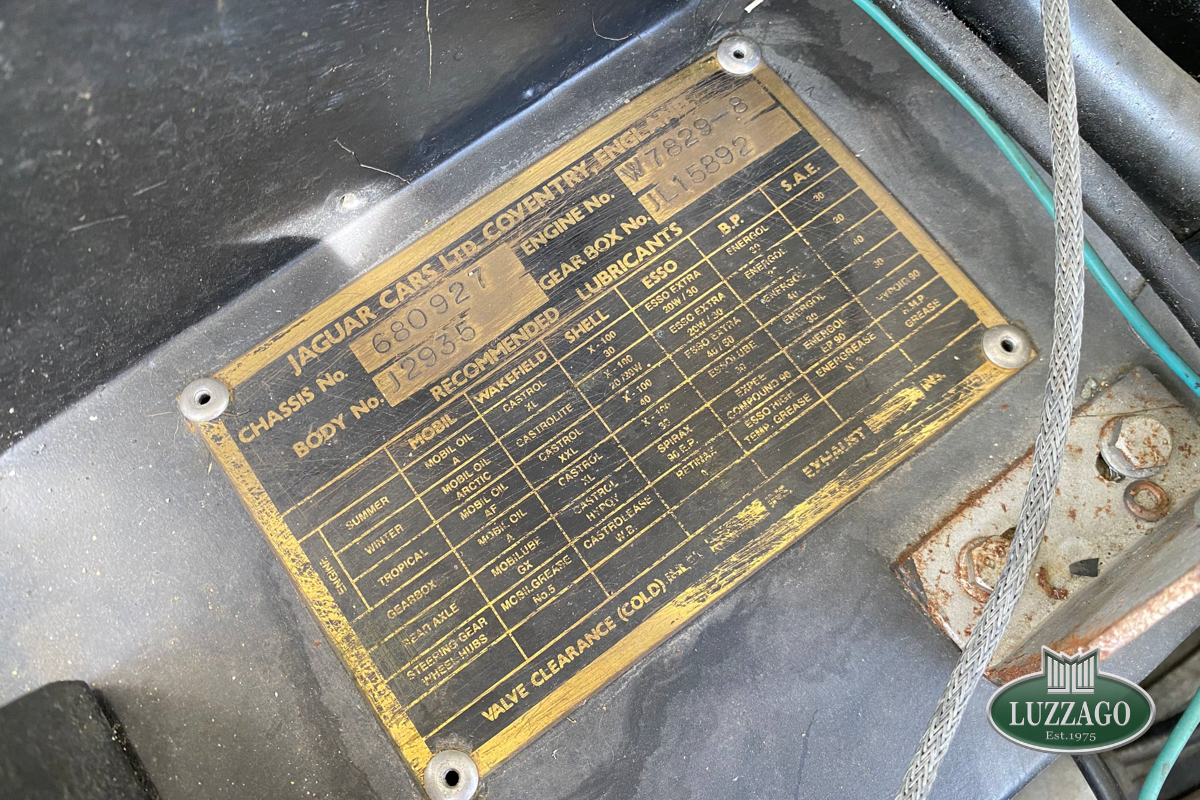 JAGUAR CARS LTD. COVENTRY,
CHASSIS No. 680927 ENGINE No. W7829-8
BODY No. J2935 GEAR BOX No. JL15892
RECOMMENDED LUBRICANTS
MOBIL WAKEFIELD SHELL ESSO B.P. S.A.E.
ENGINE
SUMMER MOBIL OIL A CASTROL XL X-100 30 ESSO EXTRA 20W/30 ENERGOL 30 30
WINTER MOBIL OIL ARCTIC CASTROLITE X-100 20/20W ESSO EXTRA 20W/30 ENERGOL 20
TROPICAL MOBIL OIL AF CASTROL XXL X-100 ESSO EXTRA ENERGOL 40 40
GEARBOX MOBIL OIL A CASTROL XL X-100 30 ESSOLUBE 30 ENERGOL 30 30
REAR AXLE MOBILUBE GX CASTROL HYPOY SPIRAX 90 E.P. EXPEE COMPOUND 90 ENERGOL EP 90 HYPOID 90
STEERING GEAR WHEEL HUBS MOBILGREASE No.5 CASTROLEASE W.B. RETINAX ESSO HIGH TEMP. GREASE ENERGREASE H.M.P. GREASE
VALVE CLEARANCE (COLD) EXHAUST INS.
LUZZAGO
Est.1975